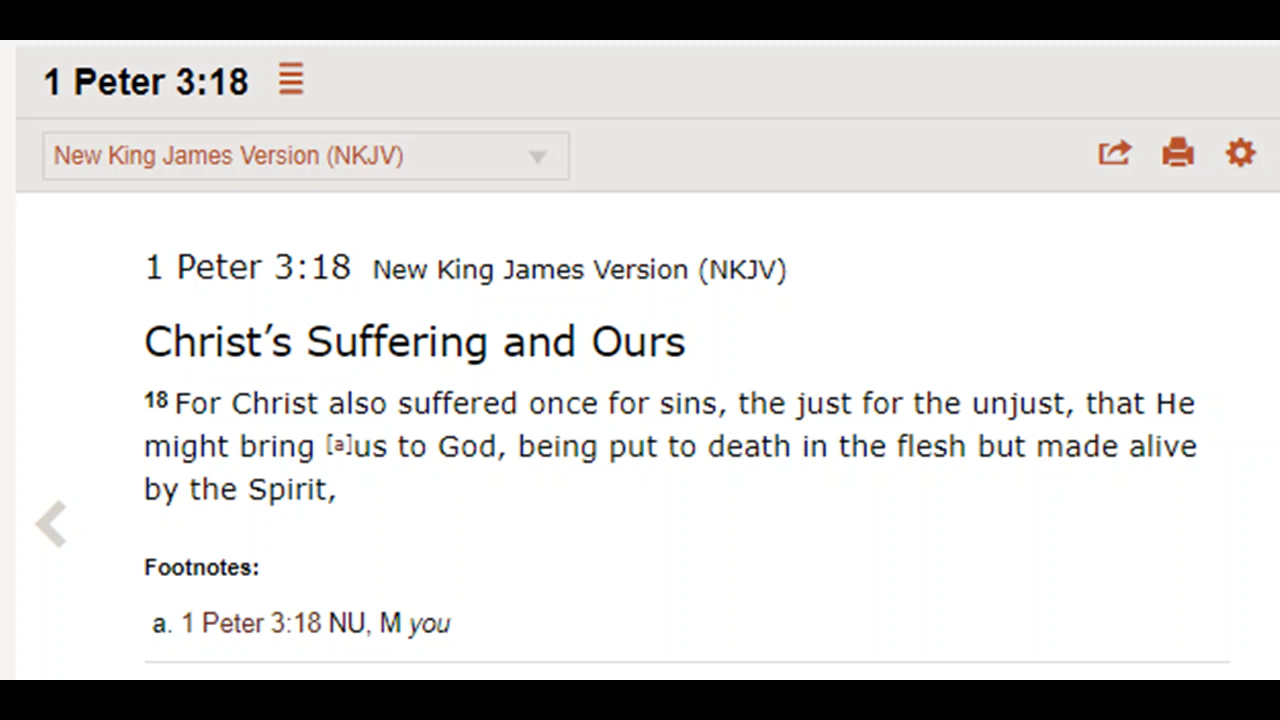 1 Peter 3:18
New King James Version (NKJV)
1 Peter 3:18 New King James Version (NKJV)
Christ’s Suffering and Ours
18 For Christ also suffered once for sins, the just for the unjust, that He
might bring [a]us to God, being put to death in the flesh but made alive
by the Spirit,
Footnotes:
a. 1 Peter 3:18 NU, M you